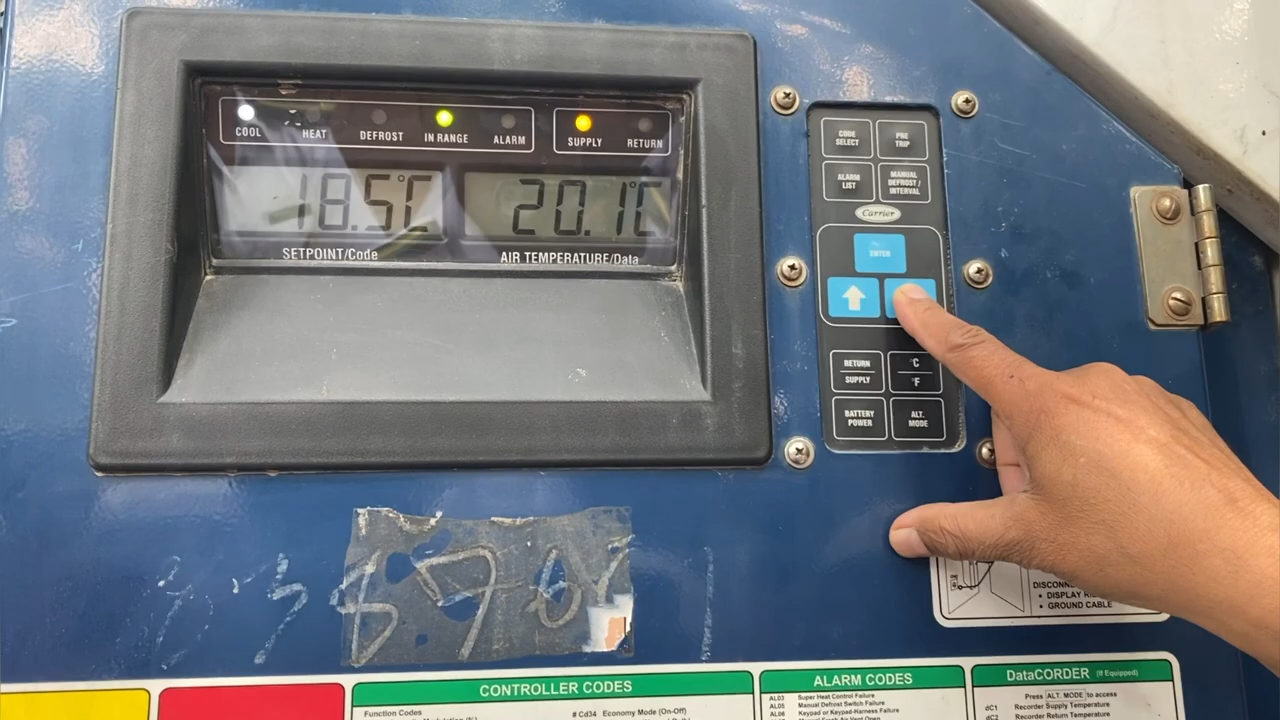 COOL HEAT DEFROST IN RANGE ALARM SUPPLY RETURN
18.5°C 20.1°C
SETPOINT/Code AIR TEMPERATURE/Data
CODE SELECT
PRE TRIP
ALARM LIST
MANUAL DEFROST / INTERVAL
Carrier
ENTER
RETURN SUPPLY
°C °F
BATTERY POWER
ALT. MODE
DISPLAY
• GROUND CABLE
CONTROLLER CODES
Function Codes
# Cd34 Economy Mode (On-Off)
ALARM CODES
AL03 Super Heat Control Failure
AL05 Manual Defrost Switch Failure
AL06 Keypad or Keypad-Harness Failure
DataCORDER (If Equipped)
Press ALT. MODE to access
dC1 Recorder Supply Temperature
dC2 Recorder Return Temperature